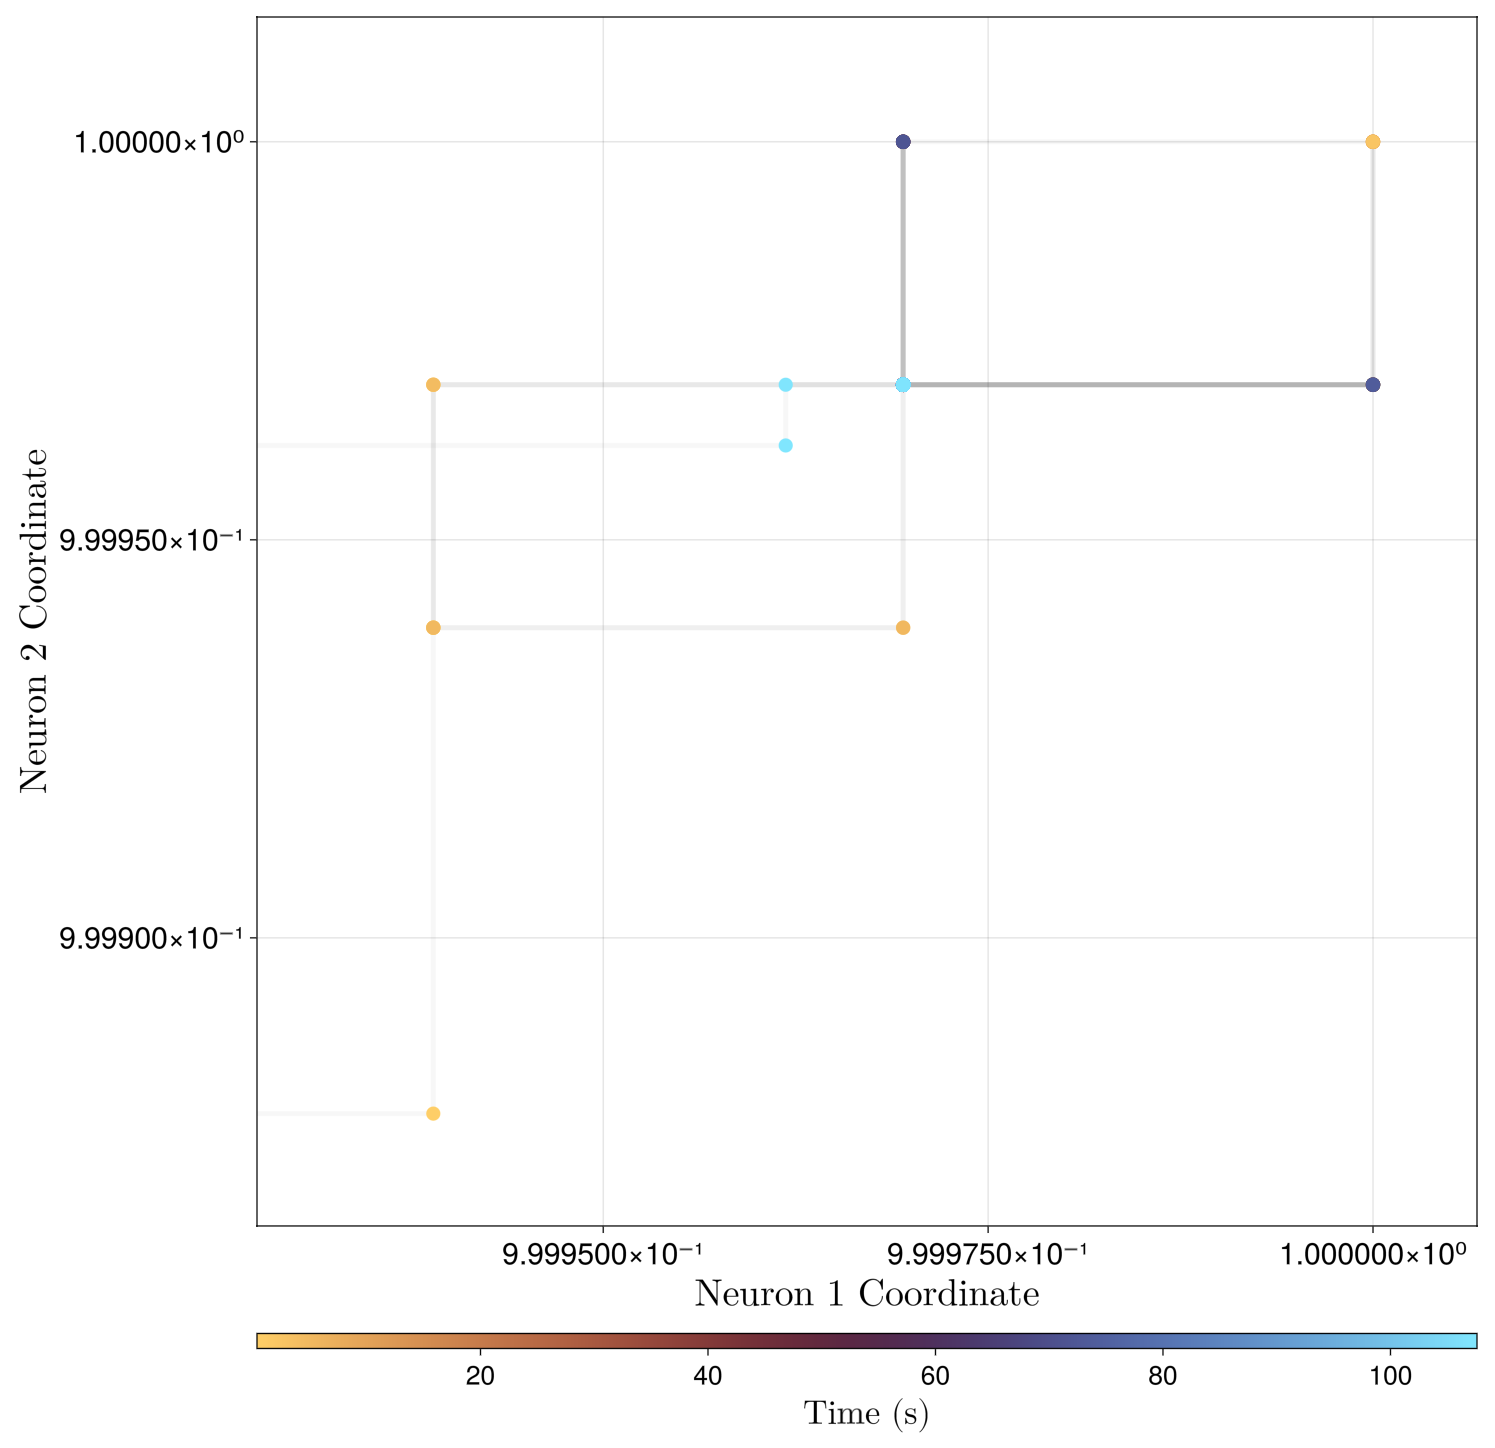 1.00000×10⁰
9.99950×10⁻¹
9.99900×10⁻¹
Neuron 2 Coordinate
9.999500×10⁻¹ 9.999750×10⁻¹ 1.000000×10⁰
Neuron 1 Coordinate
20 40 60 80 100
Time (s)